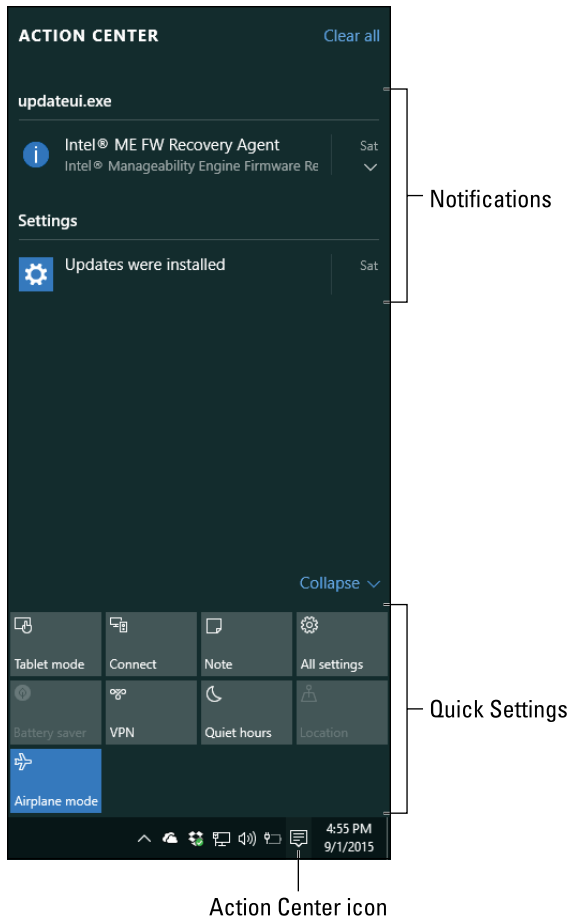 ACTION CENTER Clear all
updateui.exe
Intel® ME FW Recovery Agent Sat
Intel® Manageability Engine Firmware Re
Notifications
Settings
Updates were installed Sat
Collapse
Tablet mode Connect Note All settings
Battery saver VPN Quiet hours Location
Quick Settings
Airplane mode
4:55 PM
9/1/2015
Action Center icon